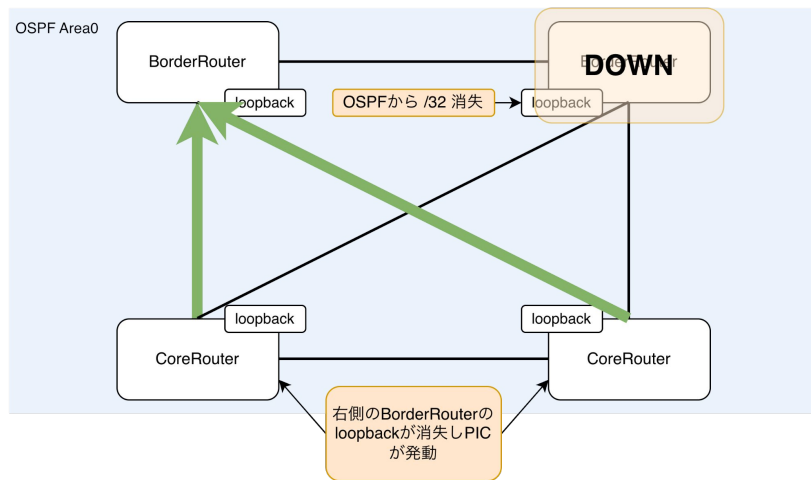 OSPF Area0
BorderRouter
BorderRouter
DOWN
loopback
OSPFから /32 消失
loopback
loopback
loopback
CoreRouter
CoreRouter
右側のBorderRouterの
loopbackが消失しPIC
が発動